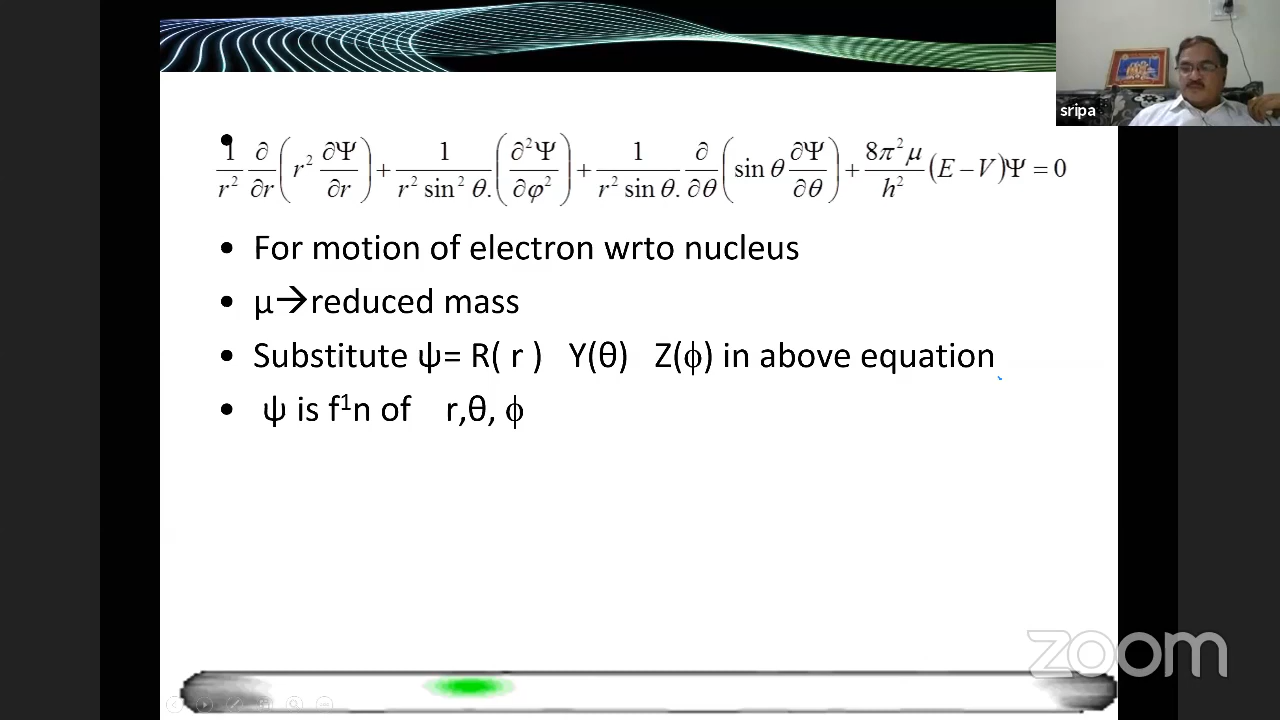 sripa
• 1/r² ∂/∂r (r² ∂Ψ/∂r) + 1/(r² sin² θ.) (∂²Ψ/∂φ²) + 1/(r² sin θ.) ∂/∂θ (sin θ ∂Ψ/∂θ) + 8π²μ/h² (E − V)Ψ = 0
• For motion of electron wrto nucleus
• μ→reduced mass
• Substitute ψ= R( r ) Y(θ) Z(ϕ) in above equation
• ψ is f¹n of r,θ, ϕ
zoom